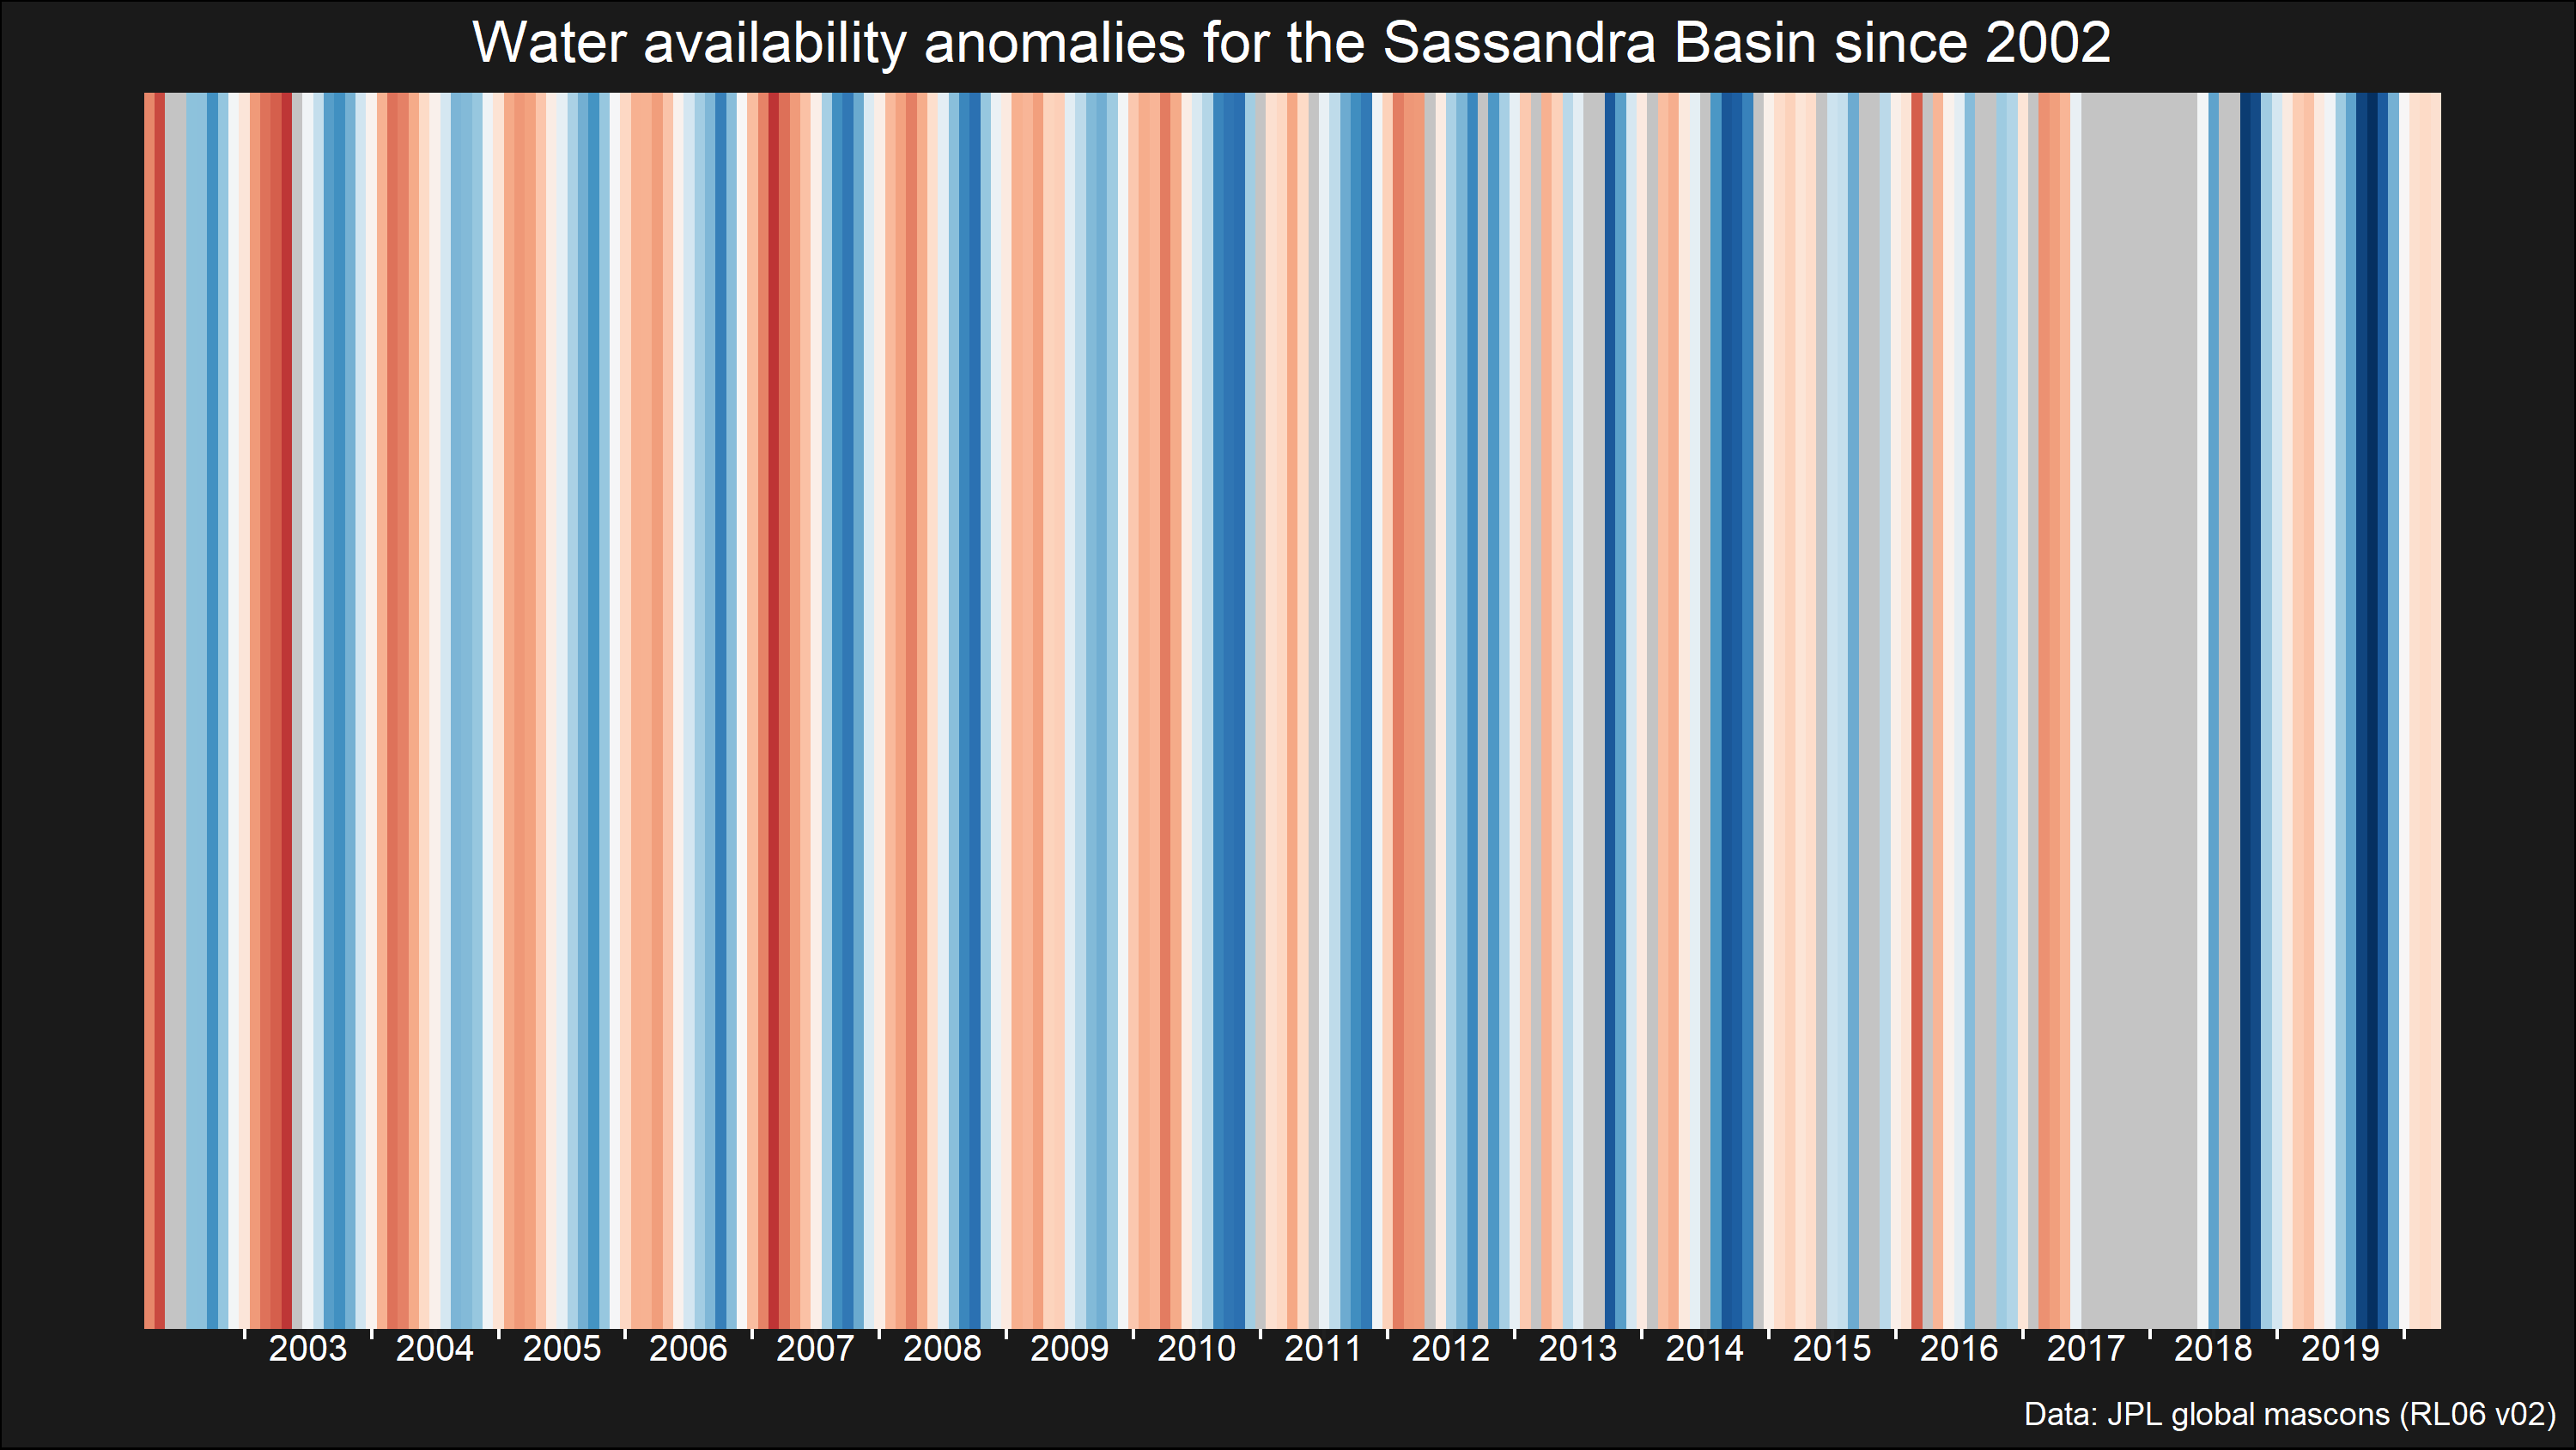 Water availability anomalies for the Sassandra Basin since 2002
2003 2004 2005 2006 2007 2008 2009 2010 2011 2012 2013 2014 2015 2016 2017 2018 2019
Data: JPL global mascons (RL06 v02)